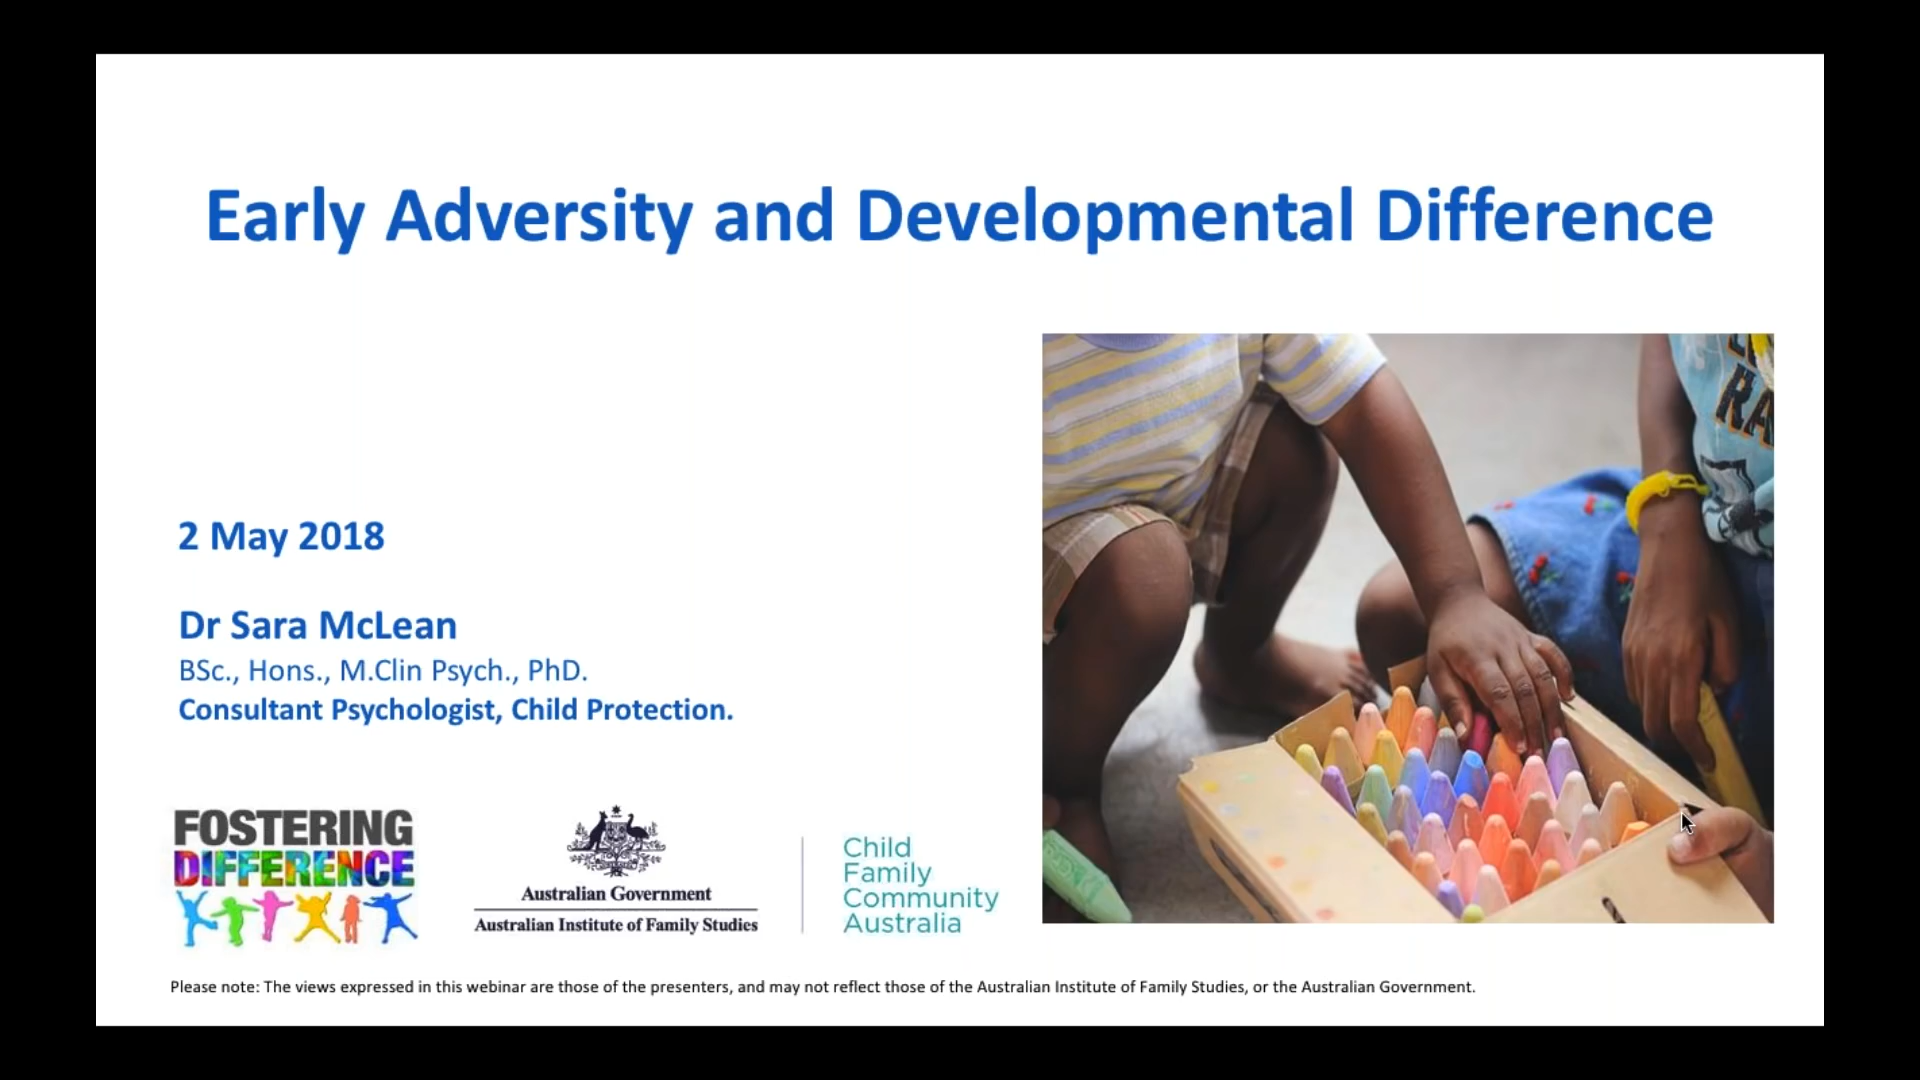 Early Adversity and Developmental Difference
2 May 2018
Dr Sara McLean
BSc., Hons., M.Clin Psych., PhD.
Consultant Psychologist, Child Protection.
FOSTERING
DIFFERENCE
Australian Government
Australian Institute of Family Studies
Child
Family
Community
Australia
Please note: The views expressed in this webinar are those of the presenters, and may not reflect those of the Australian Institute of Family Studies, or the Australian Government.